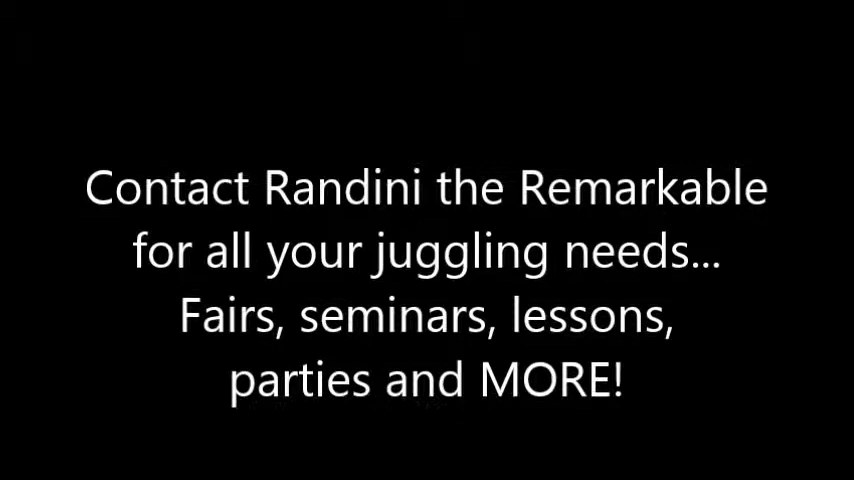 Contact Randini the Remarkable
for all your juggling needs...
Fairs, seminars, lessons,
parties and MORE!